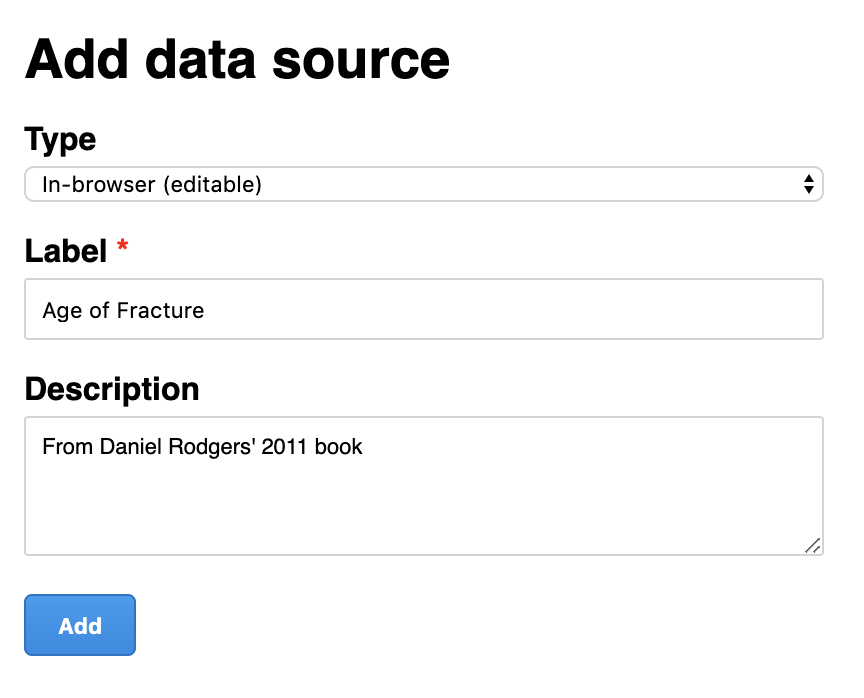 Add data source
Type
In-browser (editable)
Label *
Age of Fracture
Description
From Daniel Rodgers' 2011 book
Add